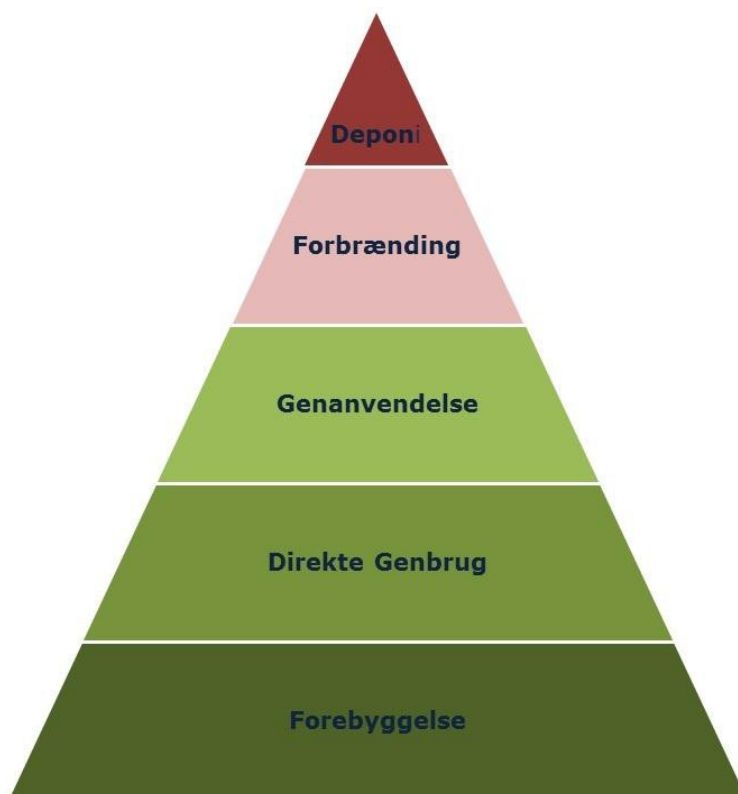 Deponi
Forbrænding
Genanvendelse
Direkte Genbrug
Forebyggelse